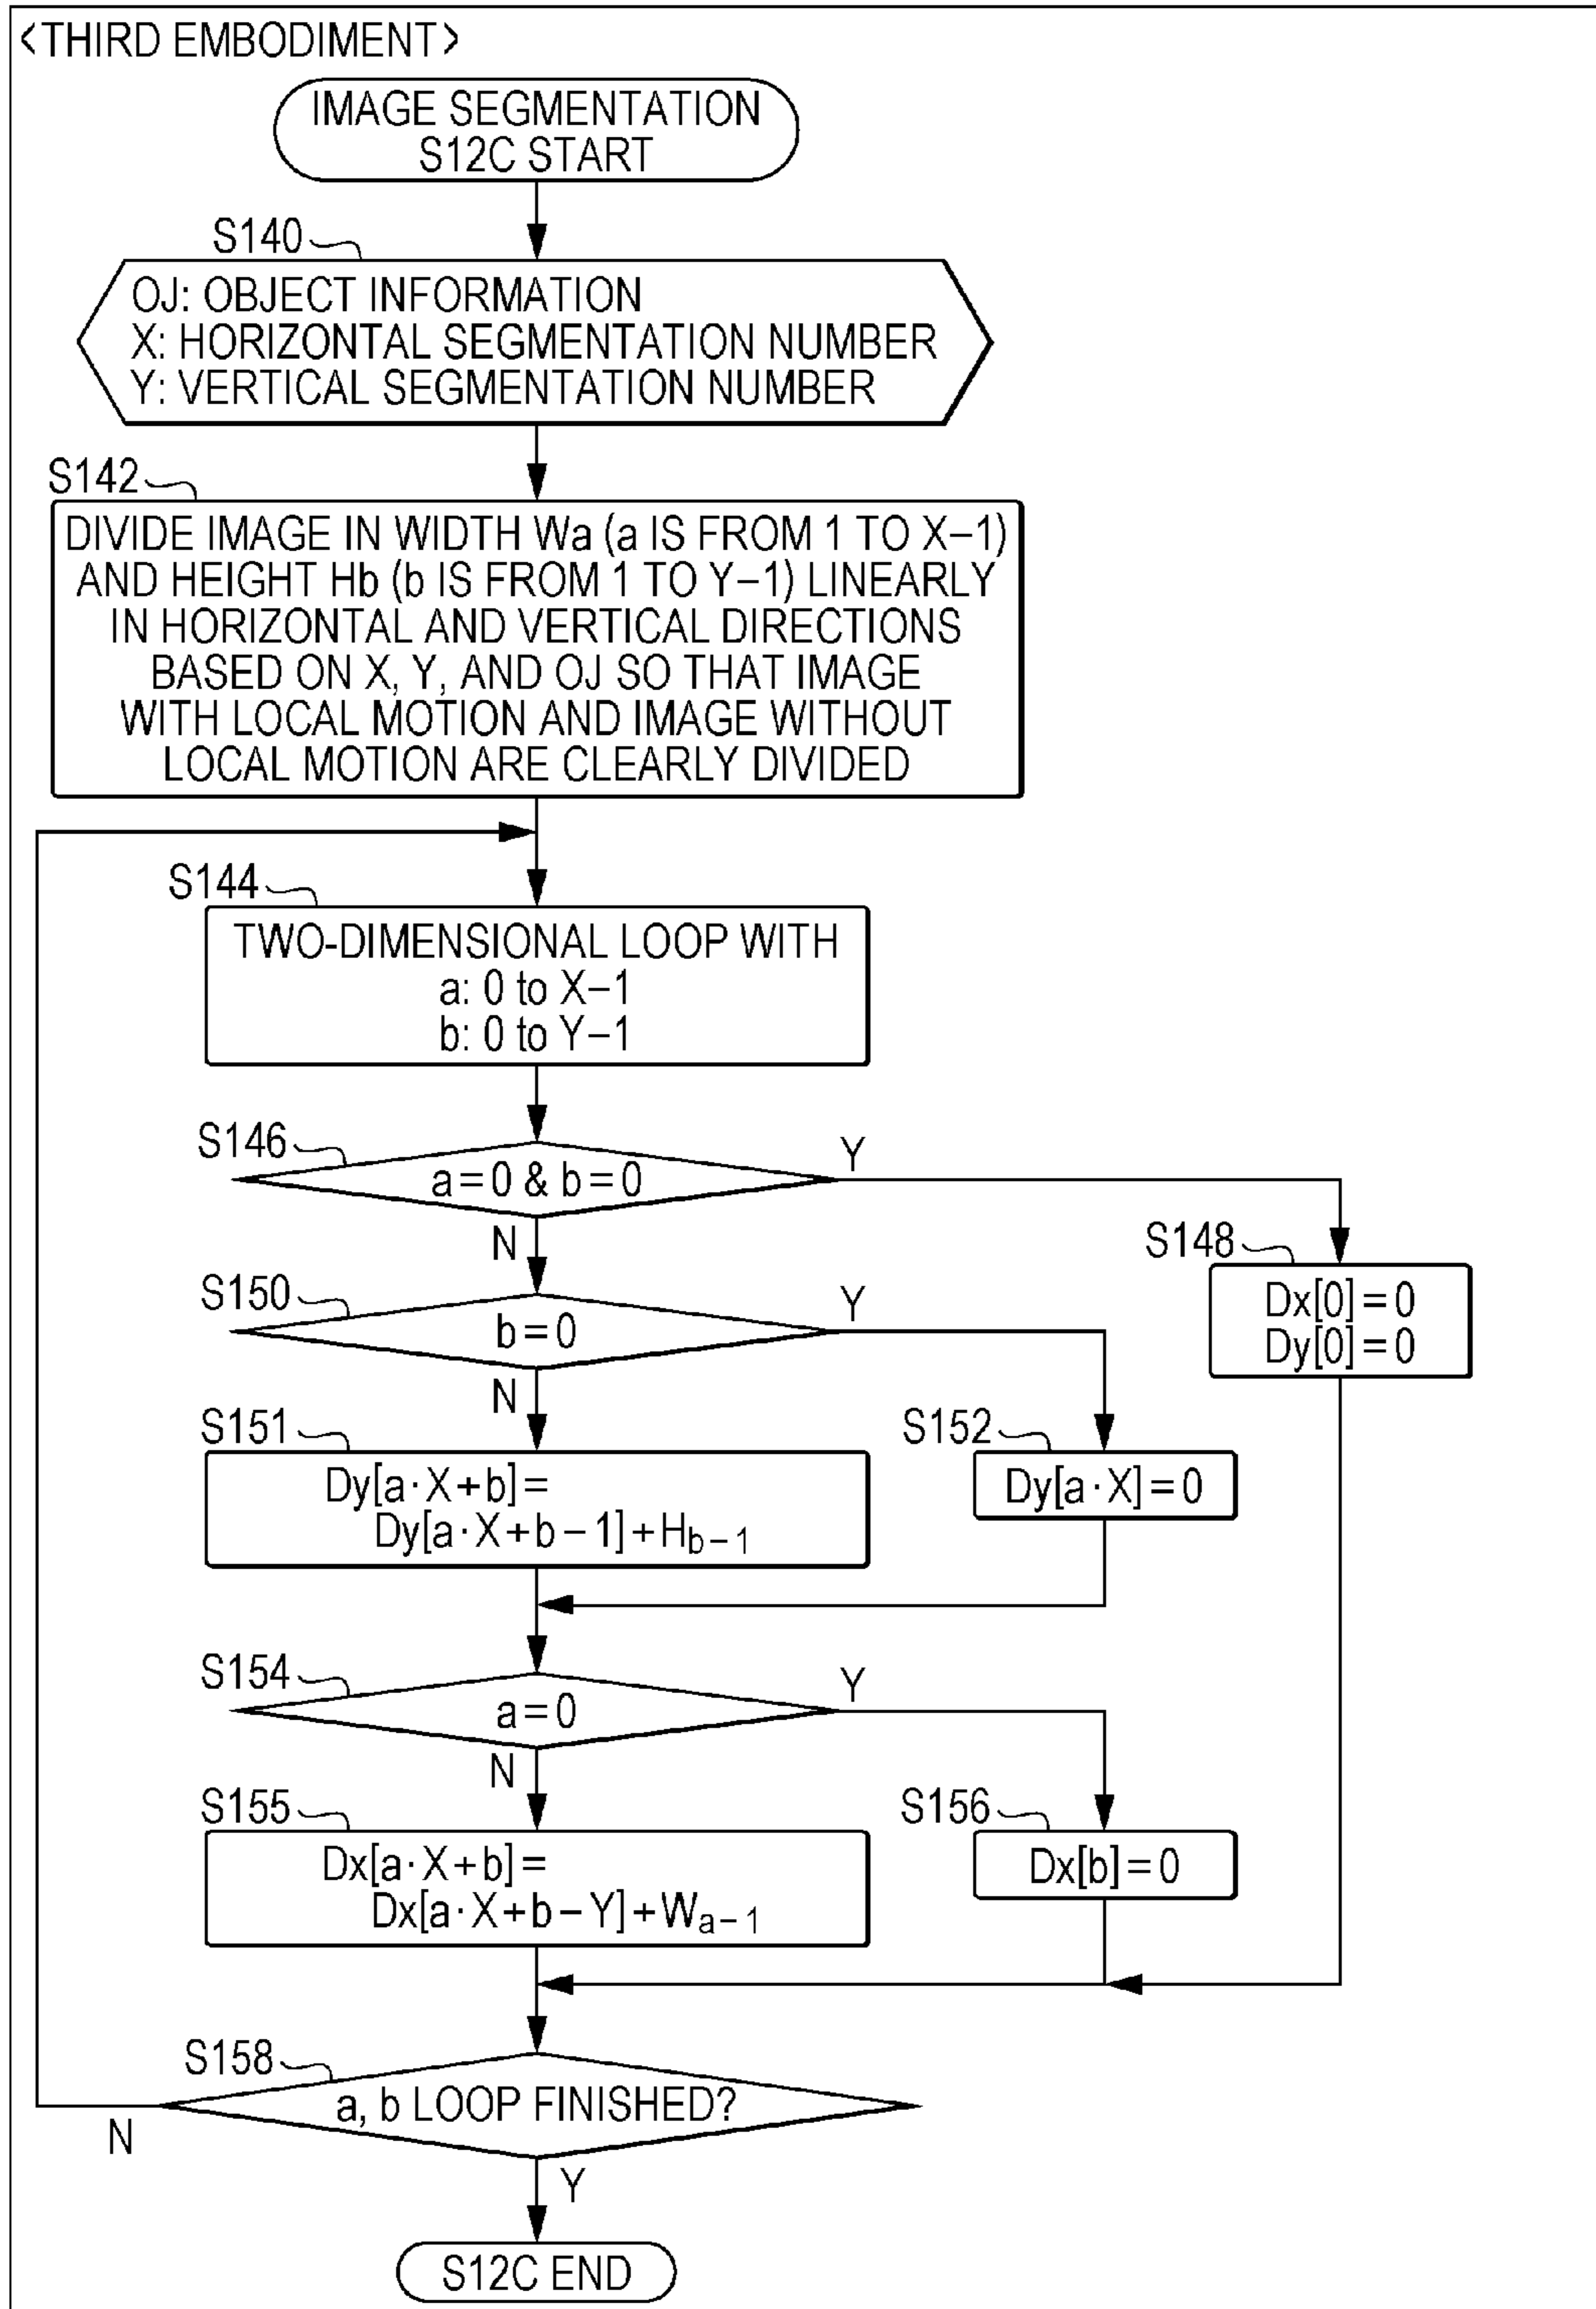 <THIRD EMBODIMENT>
IMAGE SEGMENTATION
S12C START
S140
OJ: OBJECT INFORMATION
X: HORIZONTAL SEGMENTATION NUMBER
Y: VERTICAL SEGMENTATION NUMBER
S142
DIVIDE IMAGE IN WIDTH Wa (a IS FROM 1 TO X−1)
AND HEIGHT Hb (b IS FROM 1 TO Y−1) LINEARLY
IN HORIZONTAL AND VERTICAL DIRECTIONS
BASED ON X, Y, AND OJ SO THAT IMAGE
WITH LOCAL MOTION AND IMAGE WITHOUT
LOCAL MOTION ARE CLEARLY DIVIDED
S144
TWO-DIMENSIONAL LOOP WITH
a: 0 to X−1
b: 0 to Y−1
S146
a=0 & b=0
Y
N
S148
Dx[0]=0
Dy[0]=0
S150
b=0
Y
N
S151
Dy[a·X+b]=
Dy[a·X+b−1]+H_{b−1}
S152
Dy[a·X]=0
S154
a=0
Y
N
S155
Dx[a·X+b]=
Dx[a·X+b−Y]+W_{a−1}
S156
Dx[b]=0
S158
a, b LOOP FINISHED?
N
Y
S12C END